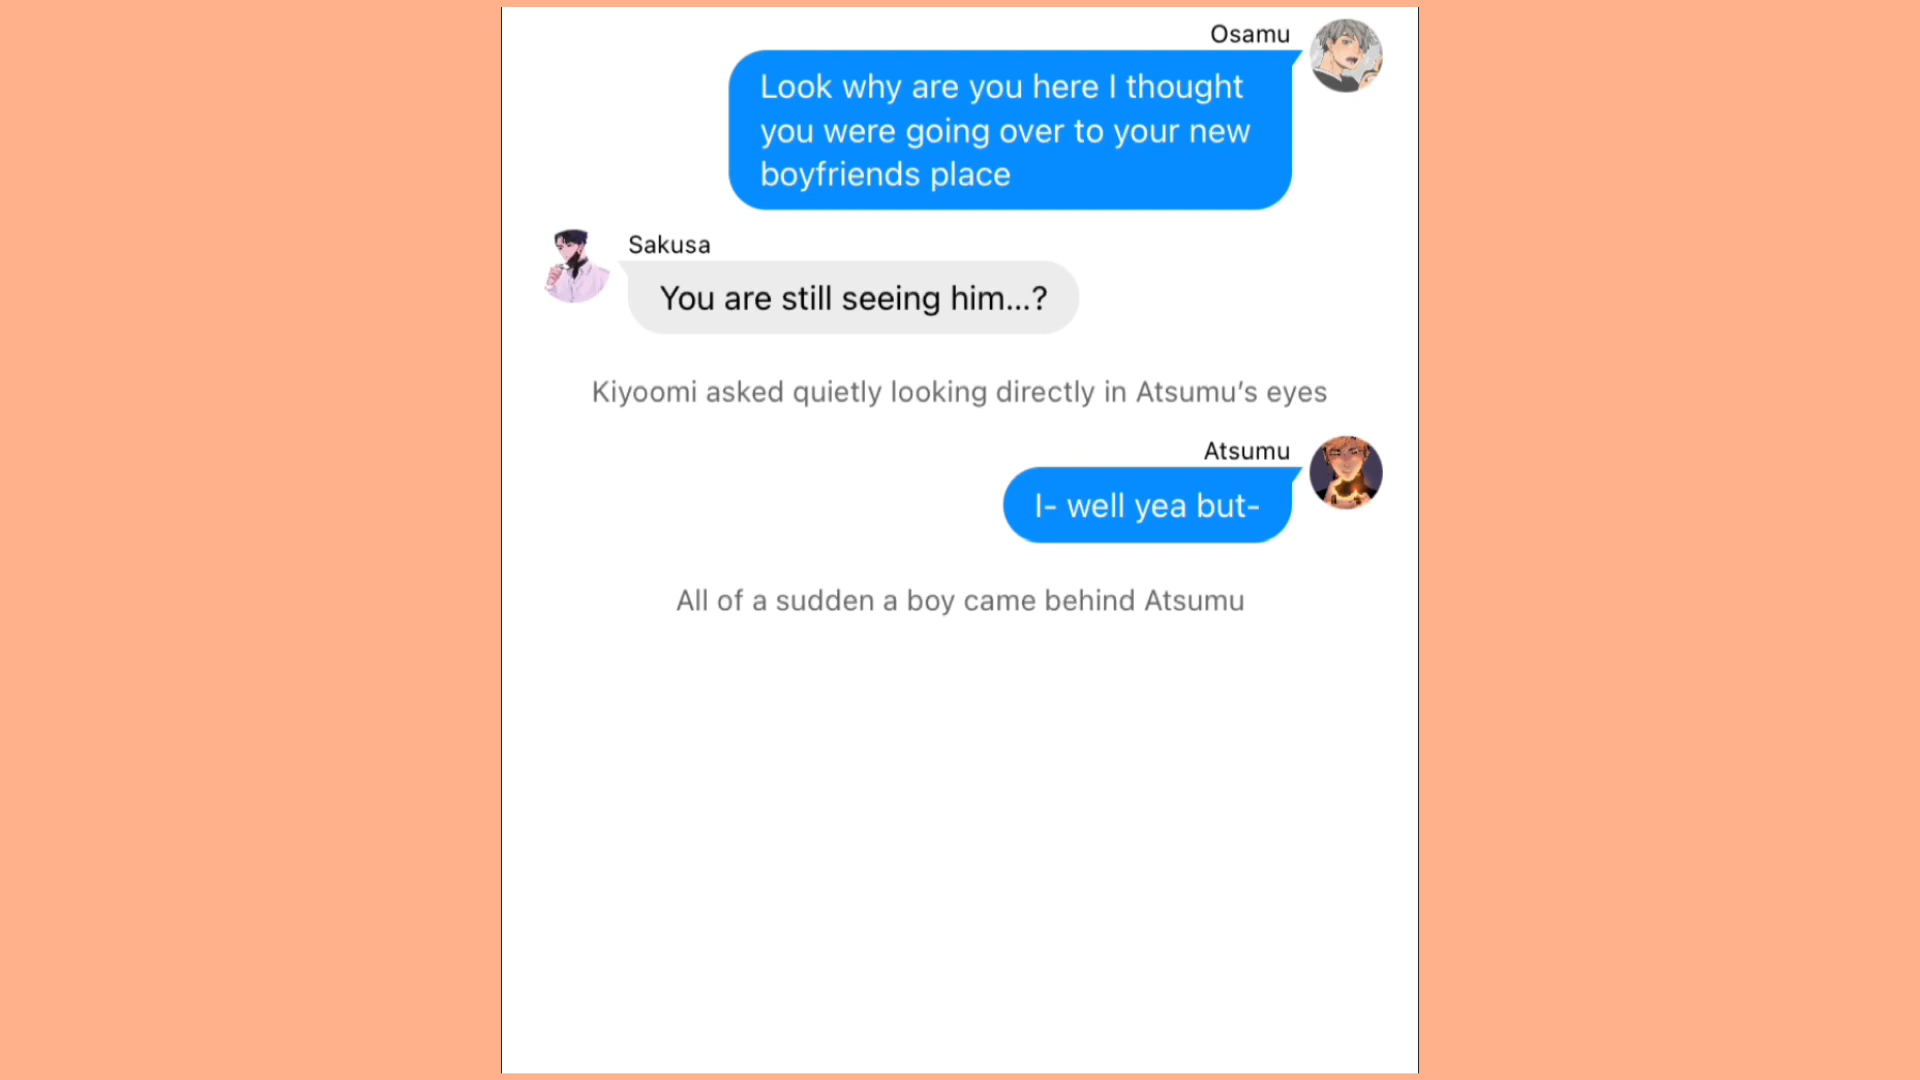 Osamu
Look why are you here I thought
you were going over to your new
boyfriends place
Sakusa
You are still seeing him...?
Kiyoomi asked quietly looking directly in Atsumu’s eyes
Atsumu
I- well yea but-
All of a sudden a boy came behind Atsumu